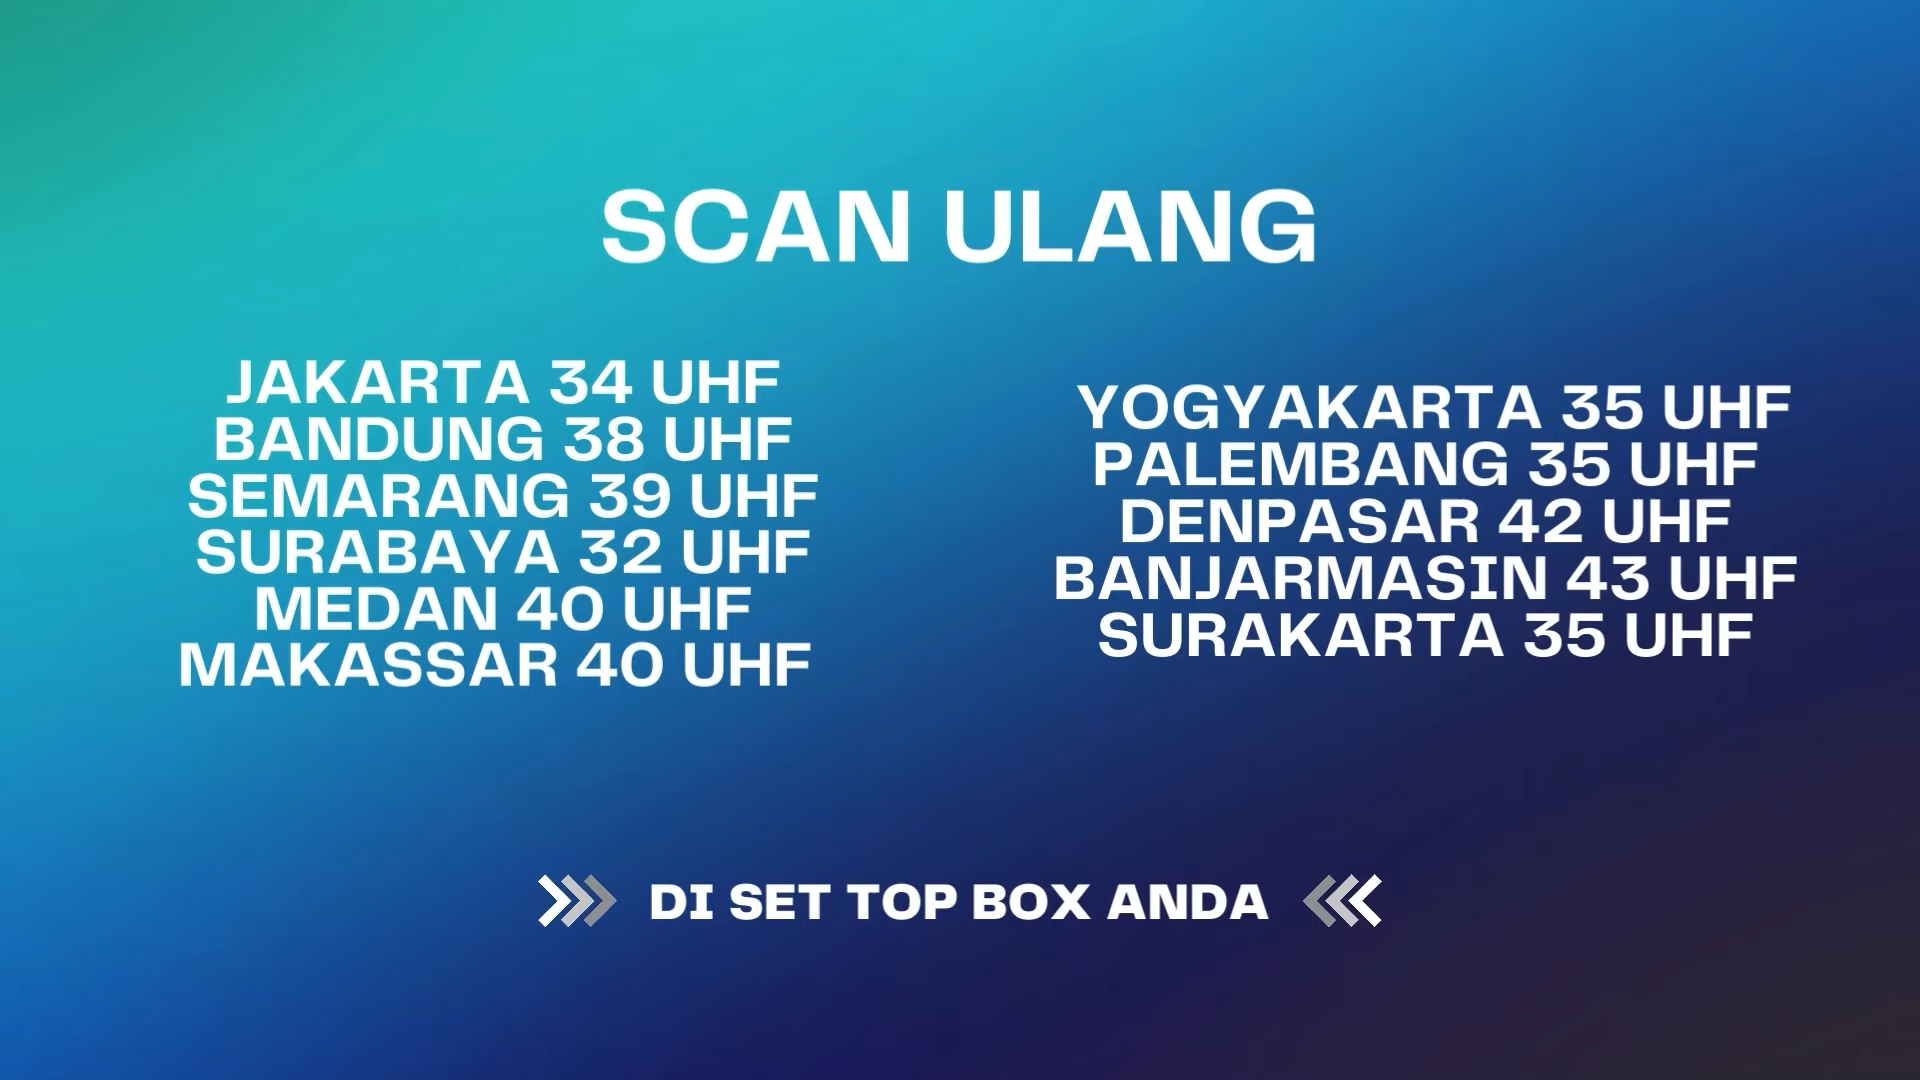 SCAN ULANG
JAKARTA 34 UHF
BANDUNG 38 UHF
SEMARANG 39 UHF
SURABAYA 32 UHF
MEDAN 40 UHF
MAKASSAR 40 UHF
YOGYAKARTA 35 UHF
PALEMBANG 35 UHF
DENPASAR 42 UHF
BANJARMASIN 43 UHF
SURAKARTA 35 UHF
DI SET TOP BOX ANDA